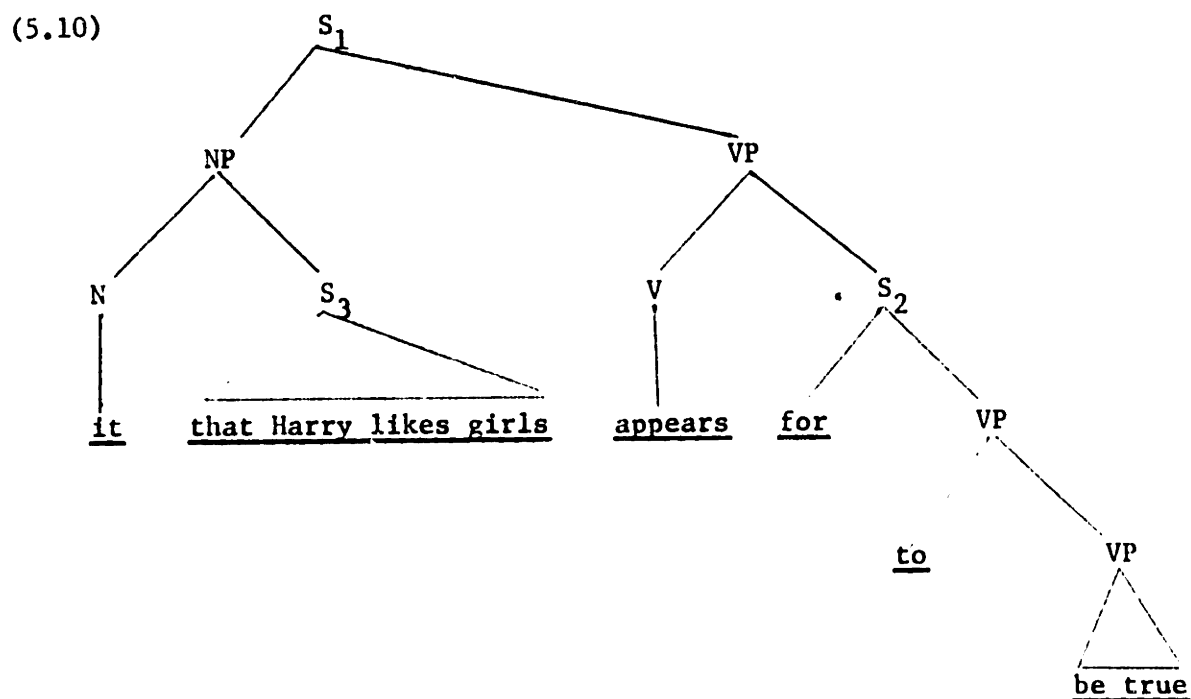 (5.10)
S1
NP VP
N S3 V S2
it that Harry likes girls appears for VP
to VP
be true